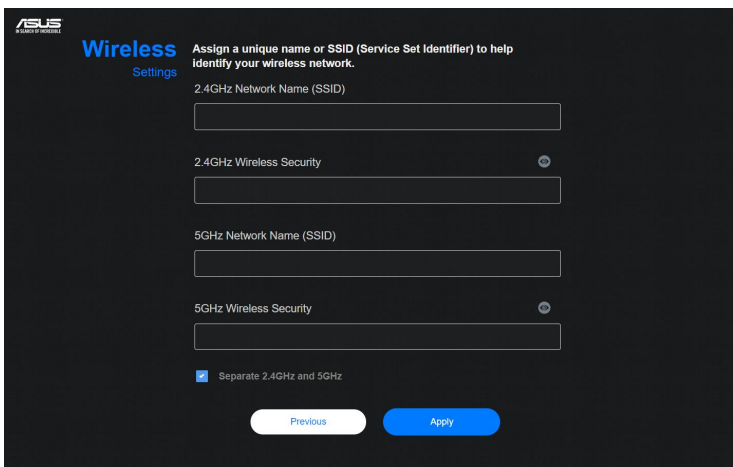 ASUS
IN SEARCH OF INCREDIBLE
Wireless
Settings
Assign a unique name or SSID (Service Set Identifier) to help
identify your wireless network.
2.4GHz Network Name (SSID)
2.4GHz Wireless Security
5GHz Network Name (SSID)
5GHz Wireless Security
Separate 2.4GHz and 5GHz
Previous
Apply